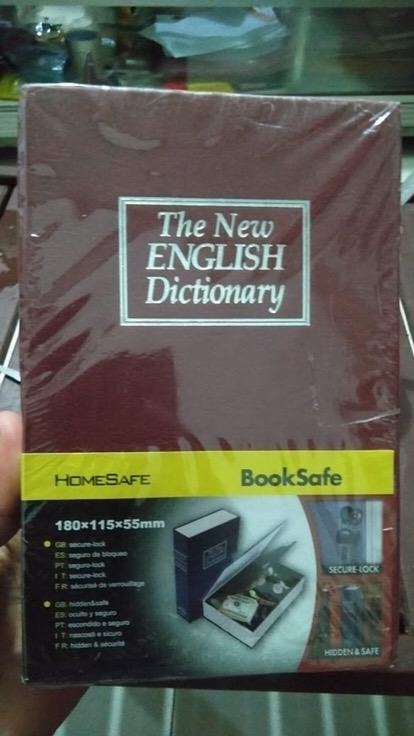 The New
ENGLISH
Dictionary
HOMESAFE
BookSafe
180×115×55mm
GB: secure-lock
ES: seguro de bloqueo
PT: seguro-lock
I T: secure-lock
F R: sécurisé de verrouillage
GB: hidden&safe
ES: oculto y seguro
PT: escondido e seguro
I T: nascosti e sicuro
F R: hidden & sécurité
SECURE-LOCK
HIDDEN & SAFE